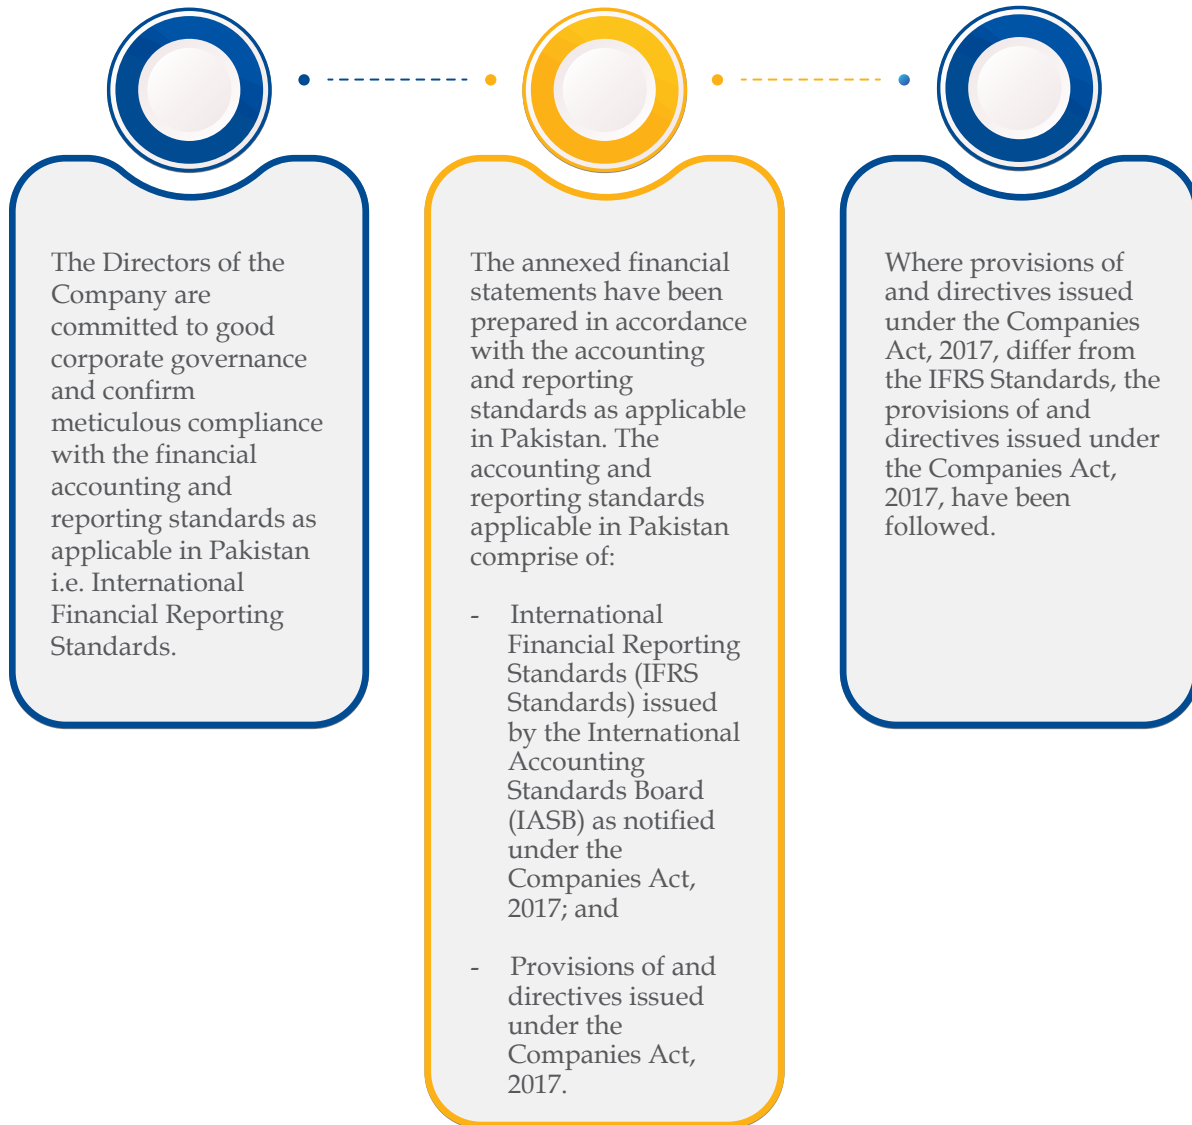 The Directors of the
Company are
committed to good
corporate governance
and confirm
meticulous compliance
with the financial
accounting and
reporting standards as
applicable in Pakistan
i.e. International
Financial Reporting
Standards.
The annexed financial
statements have been
prepared in accordance
with the accounting
and reporting
standards as applicable
in Pakistan. The
accounting and
reporting standards
applicable in Pakistan
comprise of:
- International
Financial Reporting
Standards (IFRS
Standards) issued
by the International
Accounting
Standards Board
(IASB) as notified
under the
Companies Act,
2017; and
- Provisions of and
directives issued
under the
Companies Act,
2017.
Where provisions of
and directives issued
under the Companies
Act, 2017, differ from
the IFRS Standards, the
provisions of and
directives issued under
the Companies Act,
2017, have been
followed.